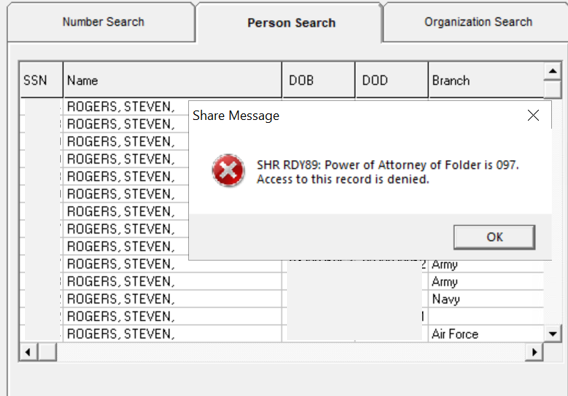 Number Search
Person Search
Organization Search
SSN Name DOB DOD Branch
ROGERS, STEVEN,
Share Message
ROGERS, STEVEN,
ROGERS, STEVEN,
ROGERS, STEVEN,
SHR RDY89: Power of Attorney of Folder is 097.
Access to this record is denied.
ROGERS, STEVEN,
ROGERS, STEVEN,
ROGERS, STEVEN,
ROGERS, STEVEN,
OK
ROGERS, STEVEN,
ROGERS, STEVEN, 2 Army
ROGERS, STEVEN, Army
ROGERS, STEVEN, Navy
ROGERS, STEVEN,
ROGERS, STEVEN, Air Force